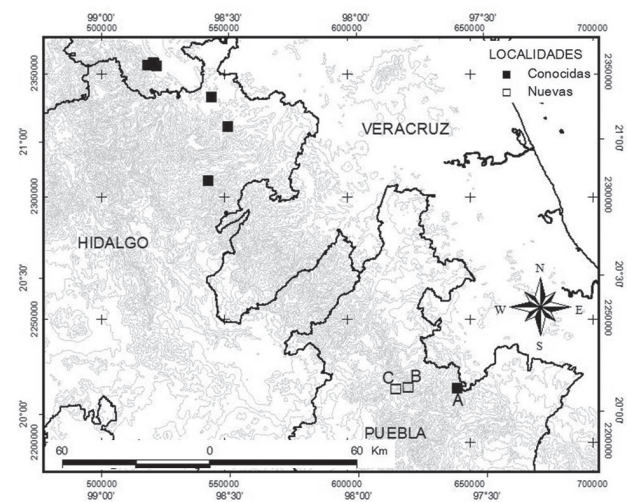 99°00' 98°30' 98°00' 97°30'
500000 550000 600000 650000 700000
LOCALIDADES
Conocidas
Nuevas
2350000 2350000
21°00' 21°00'
VERACRUZ
2300000 2300000
HIDALGO
20°30' 20°30'
N
W E
S
2250000 2250000
C B
A
20°00' 20°00'
PUEBLA
2200000 2200000
60 0 60 Km
500000 550000 600000 650000 700000
99°00' 98°30' 98°00' 97°30'